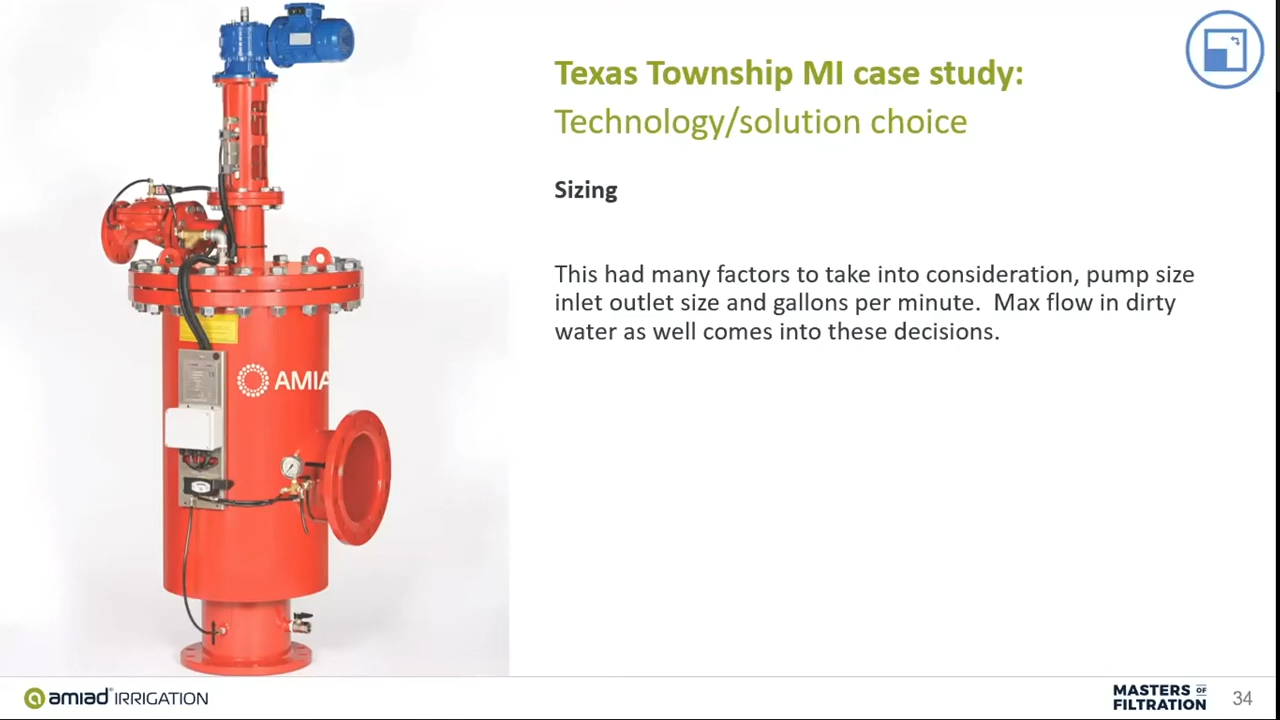 Texas Township MI case study:
Technology/solution choice
Sizing
This had many factors to take into consideration, pump size
inlet outlet size and gallons per minute.  Max flow in dirty
water as well comes into these decisions.
AMIA
amiad IRRIGATION
MASTERS OF
FILTRATION
34